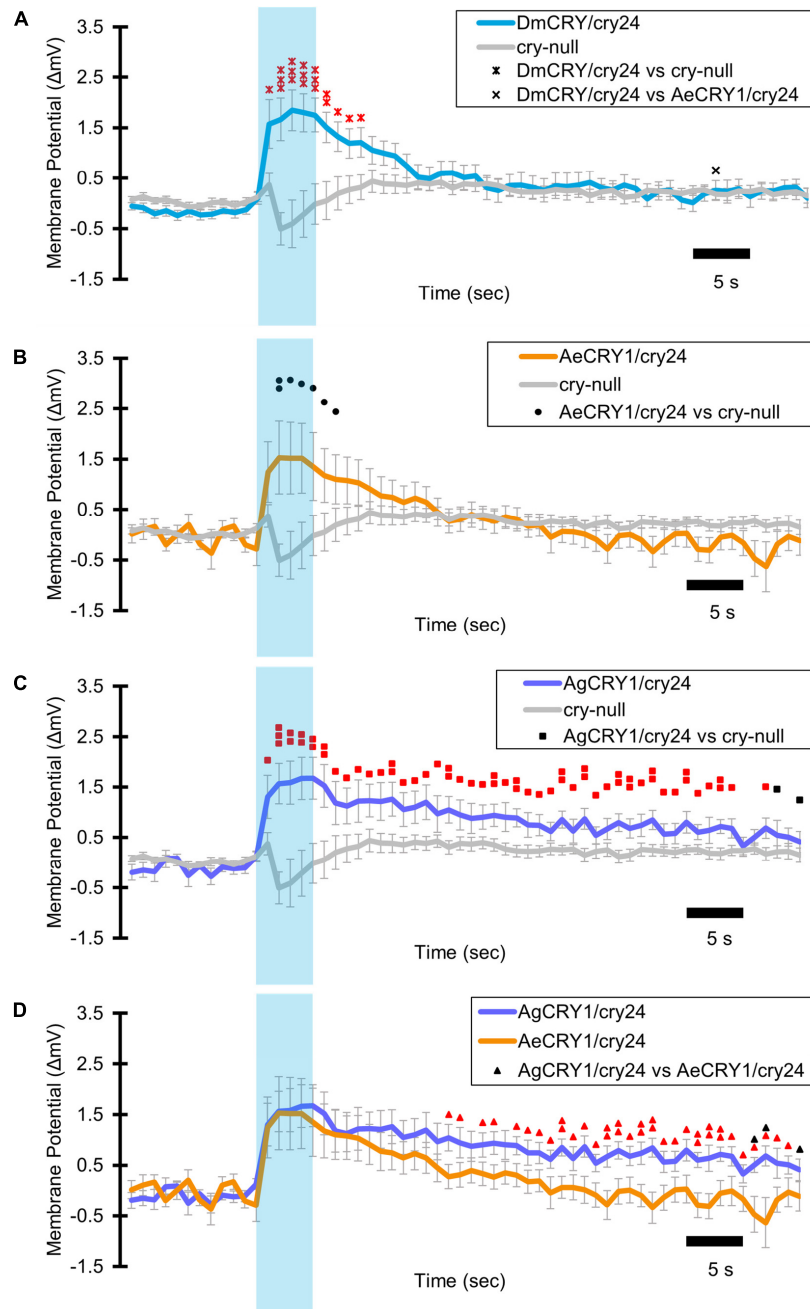 A
3.5
2.5
1.5
0.5
-0.5
-1.5
Membrane Potential (ΔmV)
DmCRY/cry24
cry-null
DmCRY/cry24 vs cry-null
DmCRY/cry24 vs AeCRY1/cry24
5 s
Time (sec)
B
3.5
2.5
1.5
0.5
-0.5
-1.5
Membrane Potential (ΔmV)
AeCRY1/cry24
cry-null
AeCRY1/cry24 vs cry-null
5 s
Time (sec)
C
3.5
2.5
1.5
0.5
-0.5
-1.5
Membrane Potential (ΔmV)
AgCRY1/cry24
cry-null
AgCRY1/cry24 vs cry-null
5 s
Time (sec)
D
3.5
2.5
1.5
0.5
-0.5
-1.5
Membrane Potential (ΔmV)
AgCRY1/cry24
AeCRY1/cry24
AgCRY1/cry24 vs AeCRY1/cry24
5 s
Time (sec)